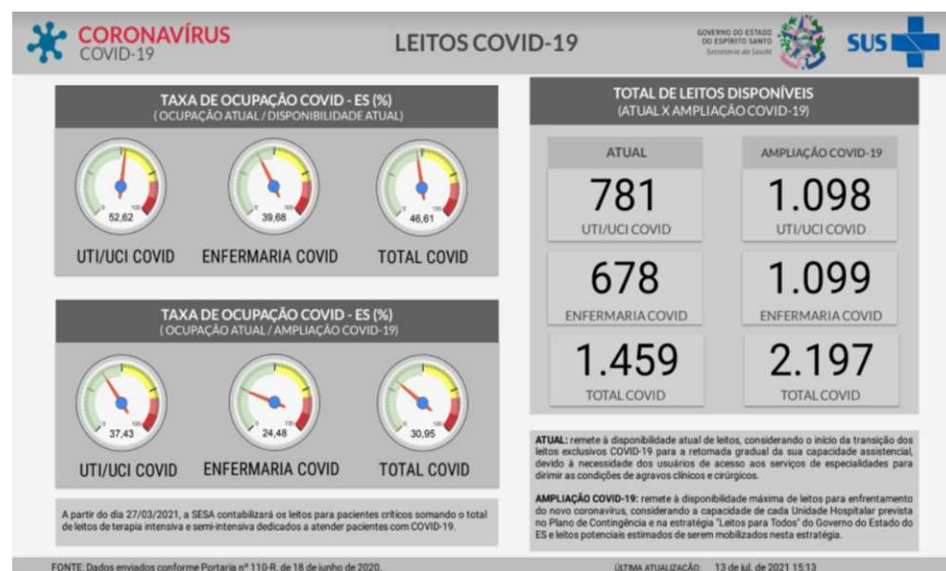 CORONAVÍRUS
COVID-19
LEITOS COVID-19
GOVERNO DO ESTADO
DO ESPÍRITO SANTO
Secretaria da Saúde
SUS
TAXA DE OCUPAÇÃO COVID - ES (%)
( OCUPAÇÃO ATUAL / DISPONIBILIDADE ATUAL)
0 100
52,62
UTI/UCI COVID
0 100
39,68
ENFERMARIA COVID
0 100
46,61
TOTAL COVID
TAXA DE OCUPAÇÃO COVID - ES (%)
( OCUPAÇÃO ATUAL / AMPLIAÇÃO COVID-19)
0 100
37,43
UTI/UCI COVID
0 100
24,48
ENFERMARIA COVID
0 100
30,95
TOTAL COVID
A partir do dia 27/03/2021, a SESA contabilizará os leitos para pacientes críticos somando o total
de leitos de terapia intensiva e semi-intensiva dedicados a atender pacientes com COVID-19.
TOTAL DE LEITOS DISPONÍVEIS
(ATUAL X AMPLIAÇÃO COVID-19)
ATUAL
AMPLIAÇÃO COVID-19
781
UTI/UCI COVID
1.098
UTI/UCI COVID
678
ENFERMARIA COVID
1.099
ENFERMARIA COVID
1.459
TOTAL COVID
2.197
TOTAL COVID
ATUAL: remete à disponibilidade atual de leitos, considerando o início da transição dos
leitos exclusivos COVID-19 para a retomada gradual da sua capacidade assistencial,
devido à necessidade dos usuários de acesso aos serviços de especialidades para
dirimir as condições de agravos clínicos e cirúrgicos.
AMPLIAÇÃO COVID-19: remete à disponibilidade máxima de leitos para enfrentamento
do novo coronavírus, considerando a capacidade de cada Unidade Hospitalar prevista
no Plano de Contingência e na estratégia "Leitos para Todos" do Governo do Estado do
ES e leitos potenciais estimados de serem mobilizados nesta estratégia.
FONTE: Dados enviados conforme Portaria nº 110-R, de 18 de junho de 2020.
ÚLTIMA ATUALIZAÇÃO: 13 de jul. de 2021 15:13